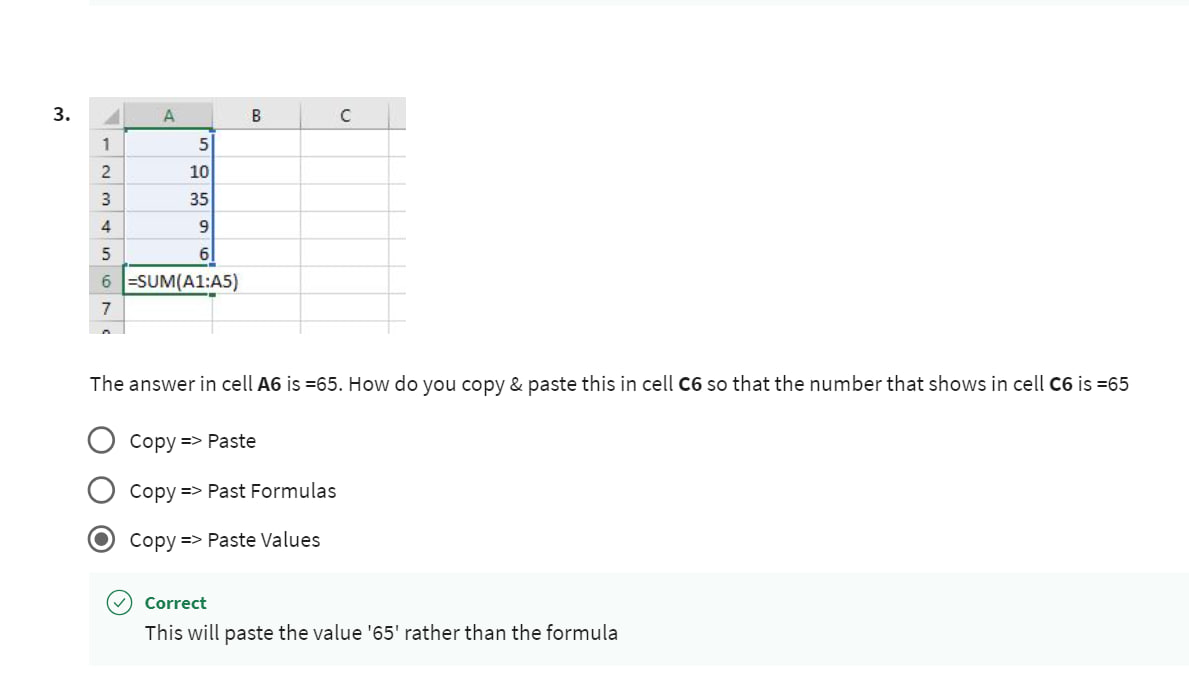 3.
A B C
1 5
2 10
3 35
4 9
5 6
6 =SUM(A1:A5)
7
The answer in cell A6 is =65. How do you copy & paste this in cell C6 so that the number that shows in cell C6 is =65
Copy => Paste
Copy => Past Formulas
Copy => Paste Values
Correct
This will paste the value '65' rather than the formula